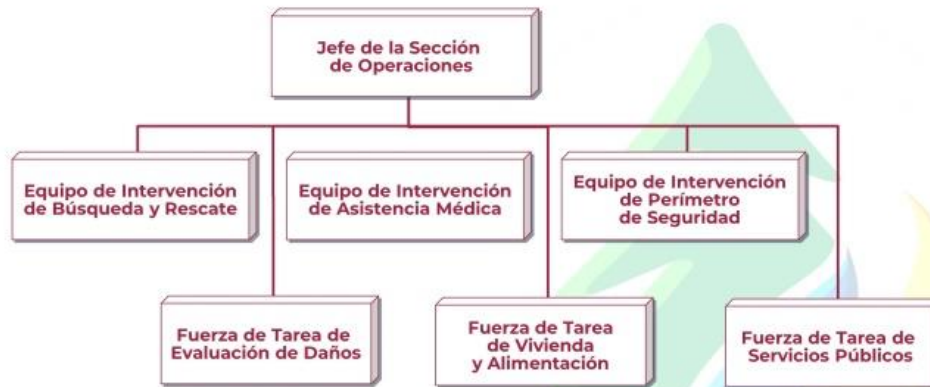 Jefe de la Sección
de Operaciones
Equipo de Intervención
de Búsqueda y Rescate
Equipo de Intervención
de Asistencia Médica
Equipo de Intervención
de Perímetro
de Seguridad
Fuerza de Tarea de
Evaluación de Daños
Fuerza de Tarea
de Vivienda
y Alimentación
Fuerza de Tarea de
Servicios Públicos